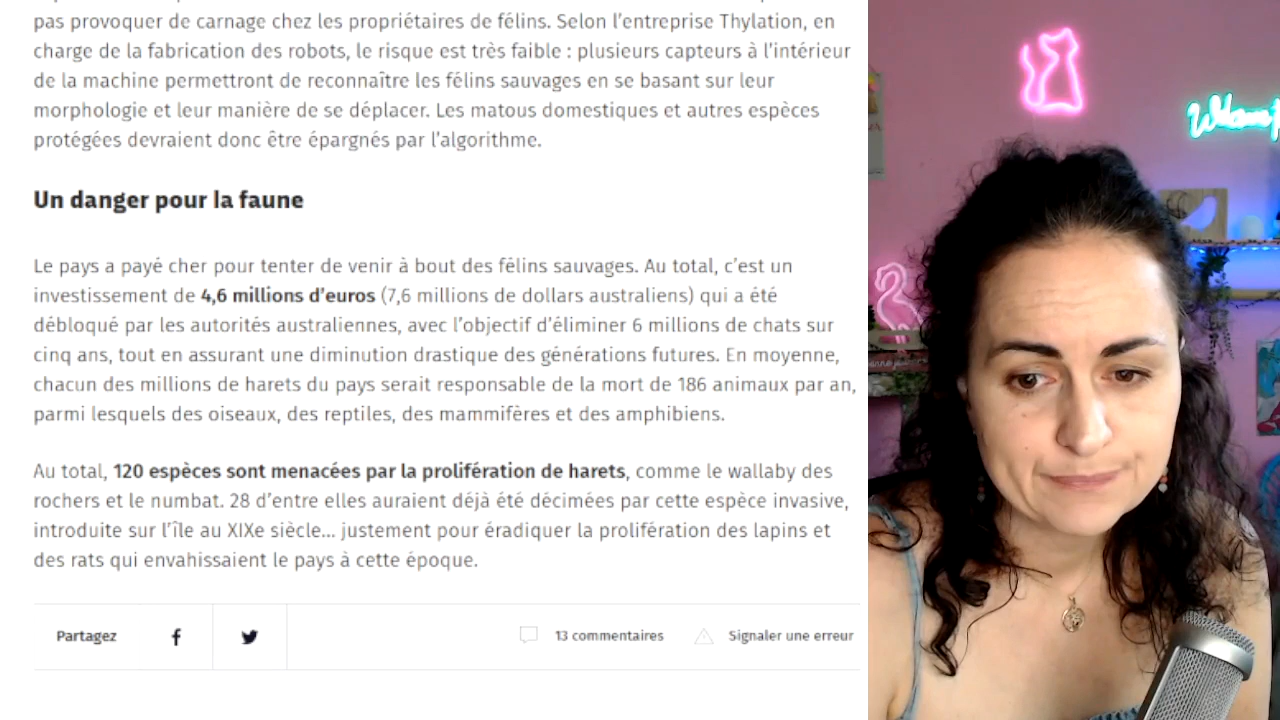 pas provoquer de carnage chez les propriétaires de félins. Selon l’entreprise Thylation, en
charge de la fabrication des robots, le risque est très faible : plusieurs capteurs à l’intérieur
de la machine permettront de reconnaître les félins sauvages en se basant sur leur
morphologie et leur manière de se déplacer. Les matous domestiques et autres espèces
protégées devraient donc être épargnés par l’algorithme.
Un danger pour la faune
Le pays a payé cher pour tenter de venir à bout des félins sauvages. Au total, c’est un
investissement de 4,6 millions d’euros (7,6 millions de dollars australiens) qui a été
débloqué par les autorités australiennes, avec l’objectif d’éliminer 6 millions de chats sur
cinq ans, tout en assurant une diminution drastique des générations futures. En moyenne,
chacun des millions de harets du pays serait responsable de la mort de 186 animaux par an,
parmi lesquels des oiseaux, des reptiles, des mammifères et des amphibiens.
Au total, 120 espèces sont menacées par la prolifération de harets, comme le wallaby des
rochers et le numbat. 28 d’entre elles auraient déjà été décimées par cette espèce invasive,
introduite sur l’île au XIXe siècle... justement pour éradiquer la prolifération des lapins et
des rats qui envahissaient le pays à cette époque.
Partagez
13 commentaires
Signaler une erreur